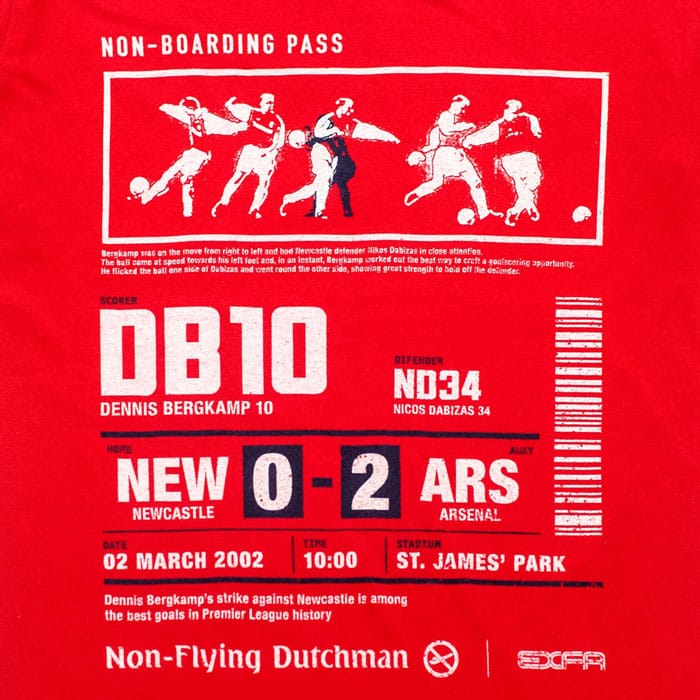 NON-BOARDING PASS
Bergkamp was on the move from right to left and had Newcastle defender Nikos Dabizas in close attention.
The ball came at speed towards his left foot and, in an instant, Bergkamp worked out the best way to craft a goalscoring opportunity.
He flicked the ball one side of Dabizas and went round the other side, showing great strength to hold off the defender.
SCORER
DB10
DENNIS BERGKAMP 10
DEFENDER
ND34
NICOS DABIZAS 34
HOME
AWAY
NEW 0 - 2 ARS
NEWCASTLE ARSENAL
DATE TIME STADIUM
02 MARCH 2002 10:00 ST. JAMES' PARK
Dennis Bergkamp's strike against Newcastle is among
the best goals in Premier League history
Non-Flying Dutchman
EXFA